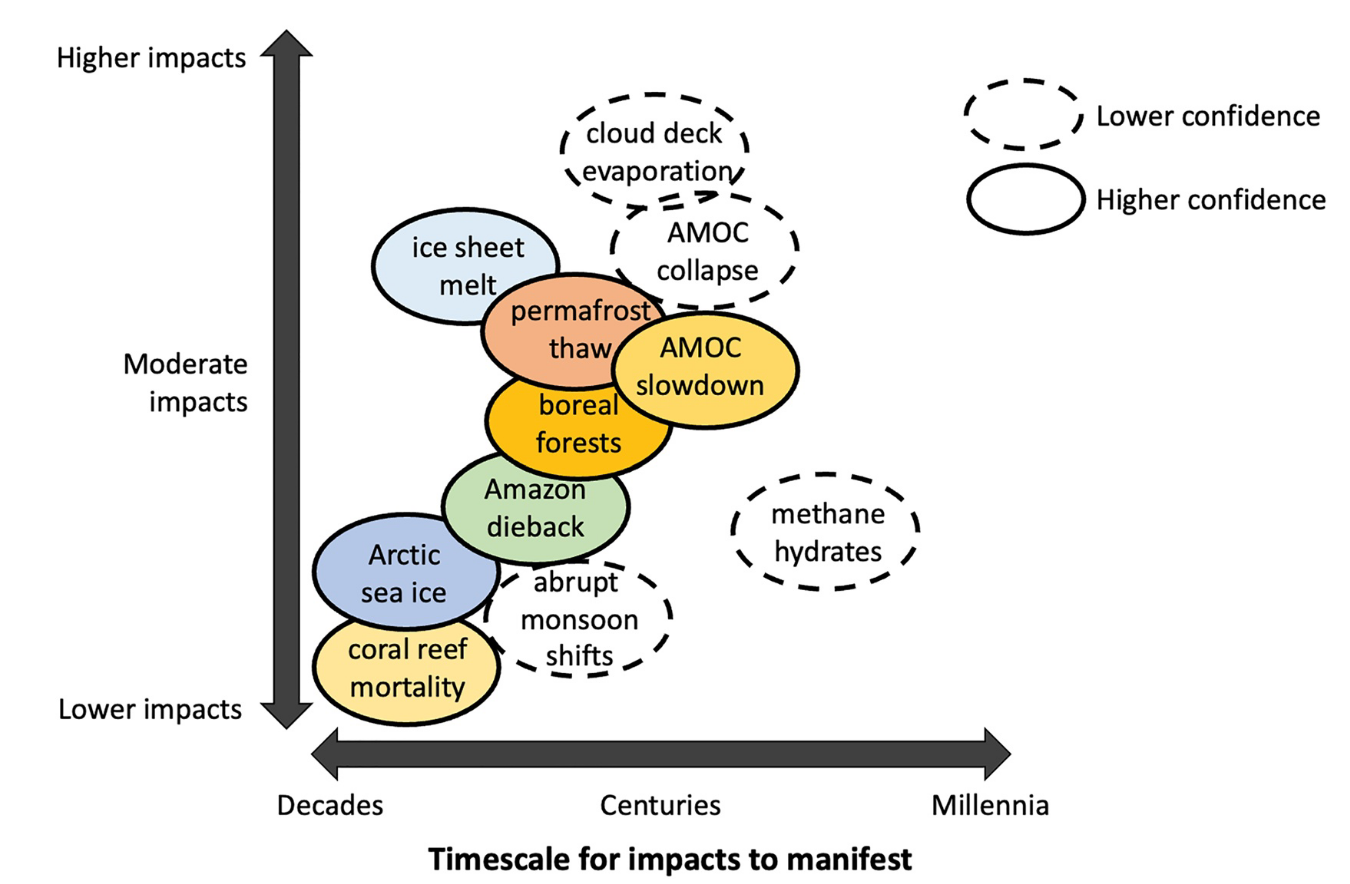 Higher impacts
cloud deck
evaporation
Lower confidence
Higher confidence
ice sheet
melt
AMOC
collapse
permafrost
thaw
AMOC
slowdown
Moderate
impacts
boreal
forests
Amazon
dieback
methane
hydrates
Arctic
sea ice
abrupt
monsoon
shifts
coral reef
mortality
Lower impacts
Decades
Centuries
Millennia
Timescale for impacts to manifest